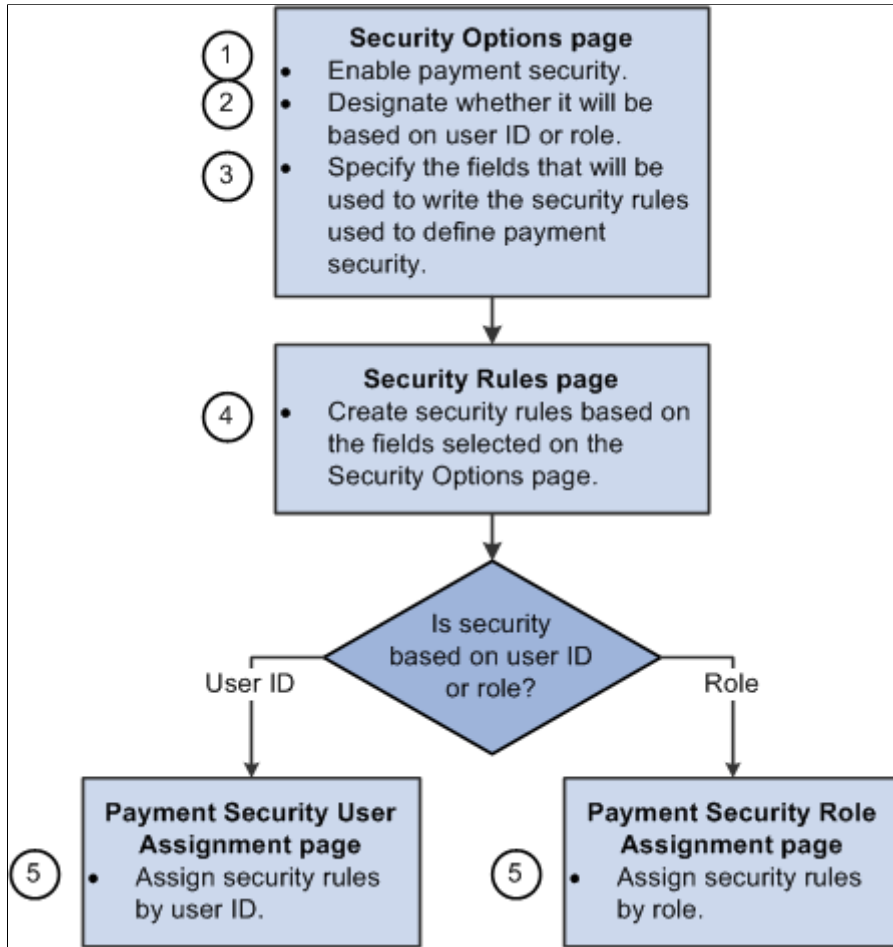 Security Options page
1
• Enable payment security.
2
• Designate whether it will be
based on user ID or role.
3
• Specify the fields that will be
used to write the security rules
used to define payment
security.
Security Rules page
4
• Create security rules based on
the fields selected on the
Security Options page.
Is security
based on user ID
or role?
User ID
Role
Payment Security User
Assignment page
5
• Assign security rules
by user ID.
Payment Security Role
Assignment page
5
• Assign security rules
by role.